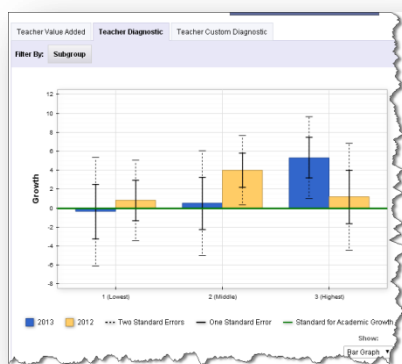 Teacher Value Added Teacher Diagnostic Teacher Custom Diagnostic
Filter By: Subgroup
12
10
8
6
4
2
0
-2
-4
-6
-8
Growth
1 (Lowest) 2 (Middle) 3 (Highest)
2013 2012 Two Standard Errors One Standard Error Standard for Academic Growth
Show:
Bar Graph